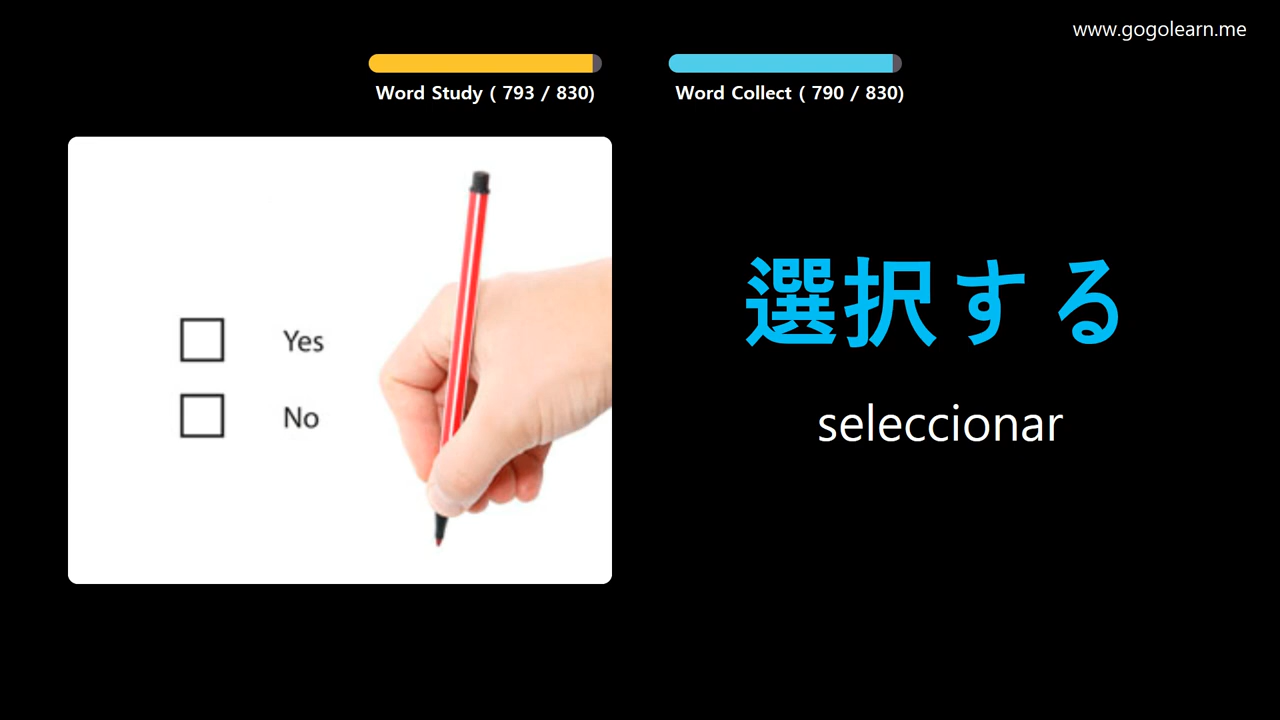 www.gogolearn.me
Word Study ( 793 / 830)
Word Collect ( 790 / 830)
Yes
No
選択する
seleccionar